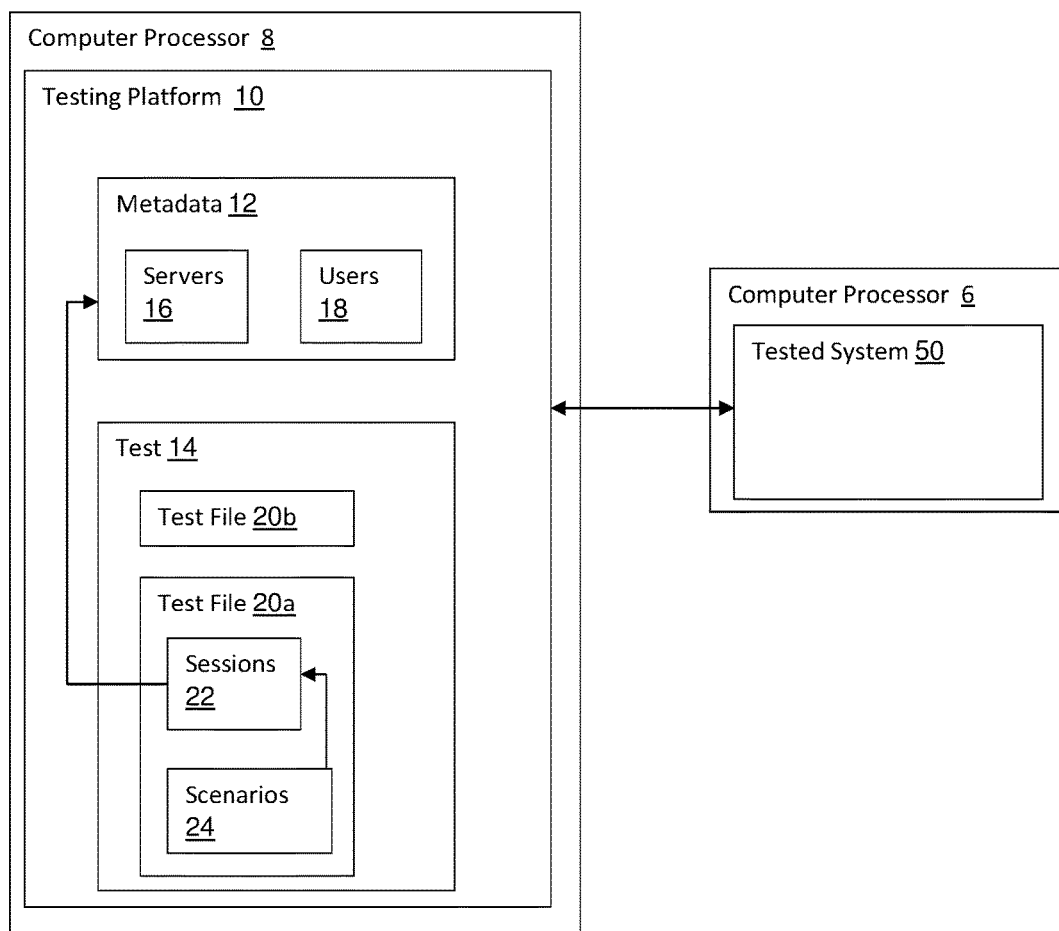 Computer Processor 8
Testing Platform 10
Metadata 12
Servers
16
Users
18
Test 14
Test File 20b
Test File 20a
Sessions
22
Scenarios
24
Computer Processor 6
Tested System 50